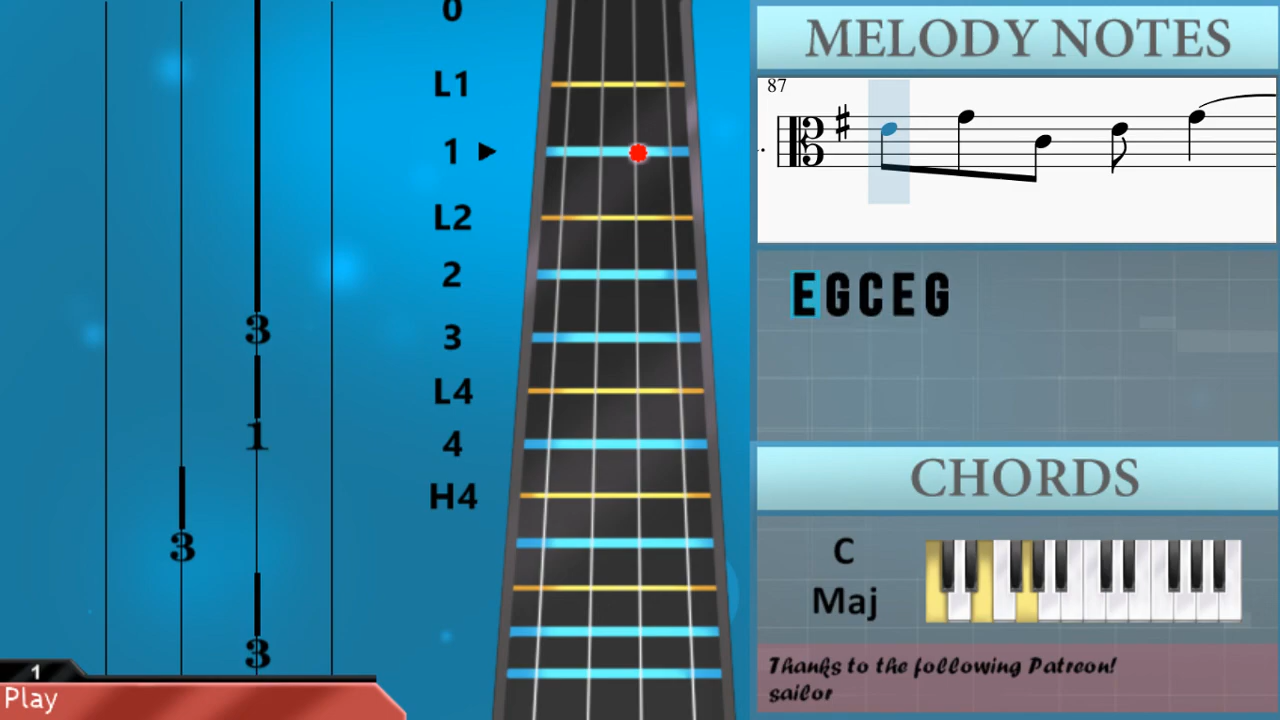 0
L1
1
L2
2
3
L4
4
H4
3
1
3
3
1
Play
MELODY NOTES
87
E G C E G
CHORDS
C
Maj
Thanks to the following Patreon!
sailor